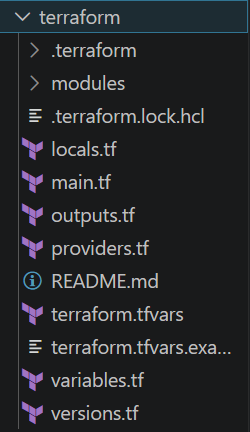 terraform
.terraform
modules
.terraform.lock.hcl
locals.tf
main.tf
outputs.tf
providers.tf
README.md
terraform.tfvars
terraform.tfvars.exa...
variables.tf
versions.tf